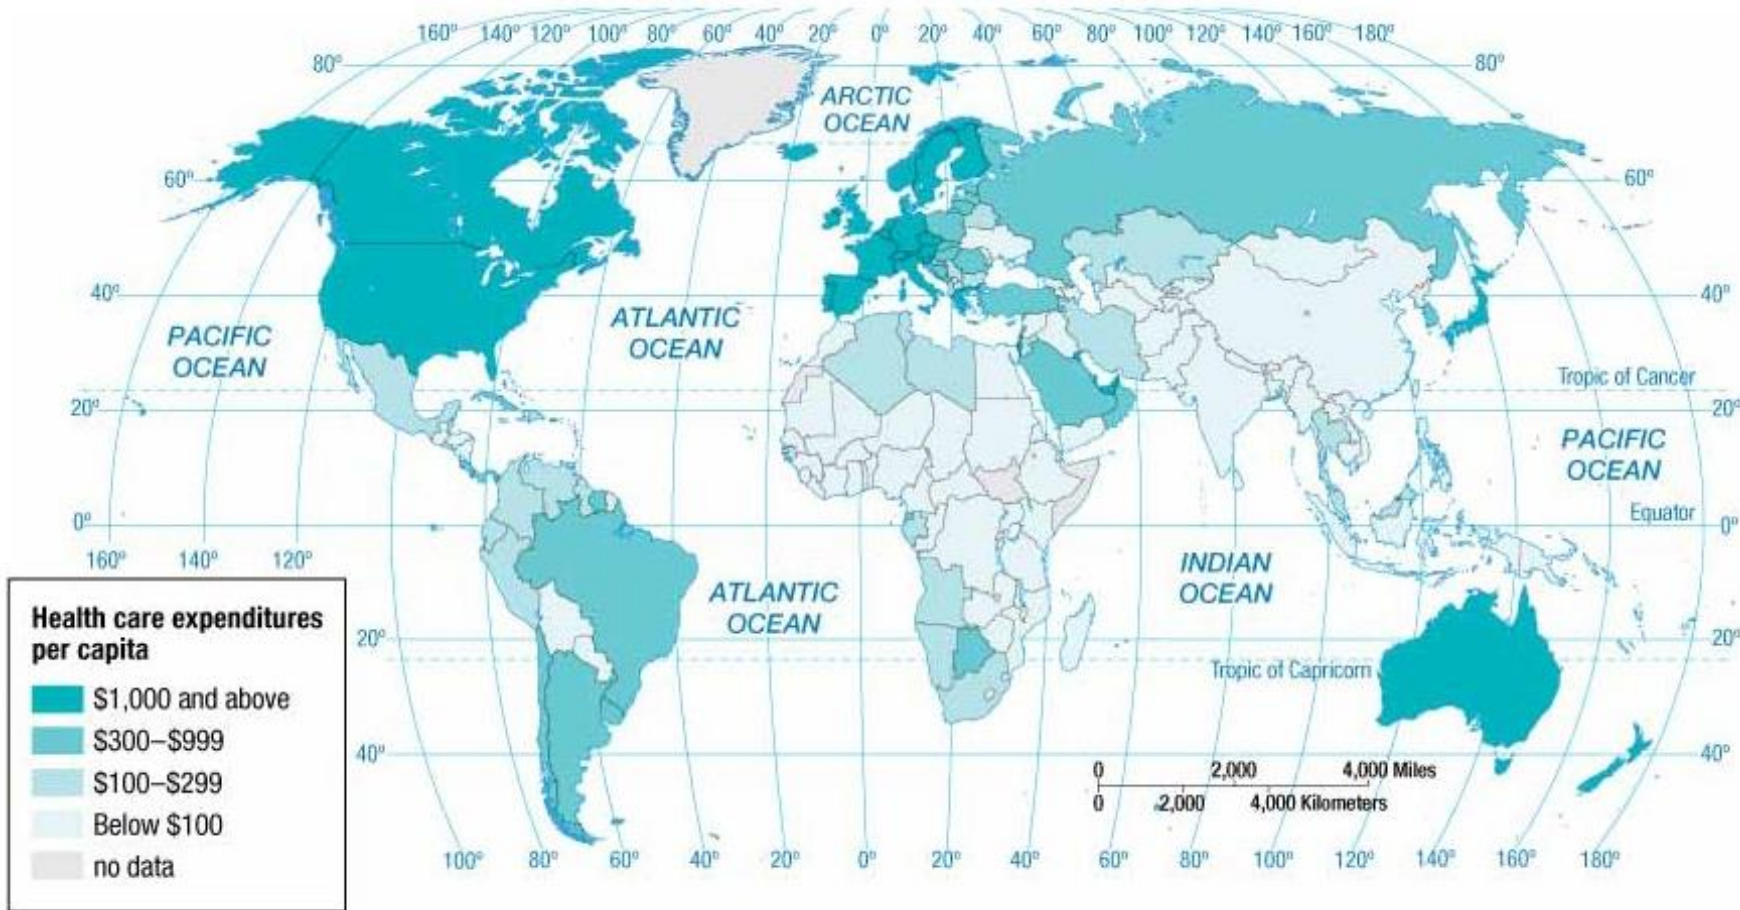 160° 140° 120° 100° 80° 60° 40° 20° 0° 20° 40° 60° 80° 100° 120° 140° 160° 180°
80° 80°
ARCTIC
OCEAN
60° 60°
40° 40°
PACIFIC
OCEAN
ATLANTIC
OCEAN
Tropic of Cancer
20° 20°
PACIFIC
OCEAN
Equator
0° 0°
160° 140° 120°
INDIAN
OCEAN
ATLANTIC
OCEAN
20° 20°
Tropic of Capricorn
40° 40°
0 2,000 4,000 Miles
0 2,000 4,000 Kilometers
100° 80° 60° 40° 20° 0° 20° 40° 60° 80° 100° 120° 140° 160° 180°
Health care expenditures
per capita
$1,000 and above
$300–$999
$100–$299
Below $100
no data